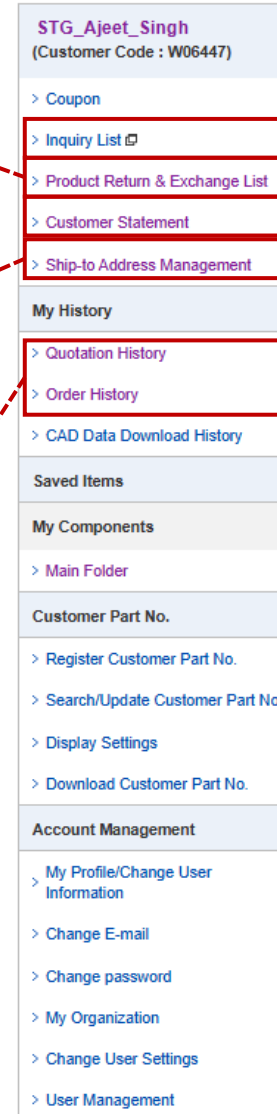 STG_Ajeet_Singh
(Customer Code : W06447)
> Coupon
> Inquiry List
> Product Return & Exchange List
> Customer Statement
> Ship-to Address Management
My History
> Quotation History
> Order History
> CAD Data Download History
Saved Items
My Components
> Main Folder
Customer Part No.
> Register Customer Part No.
> Search/Update Customer Part No
> Display Settings
> Download Customer Part No.
Account Management
> My Profile/Change User
Information
> Change E-mail
> Change password
> My Organization
> Change User Settings
> User Management